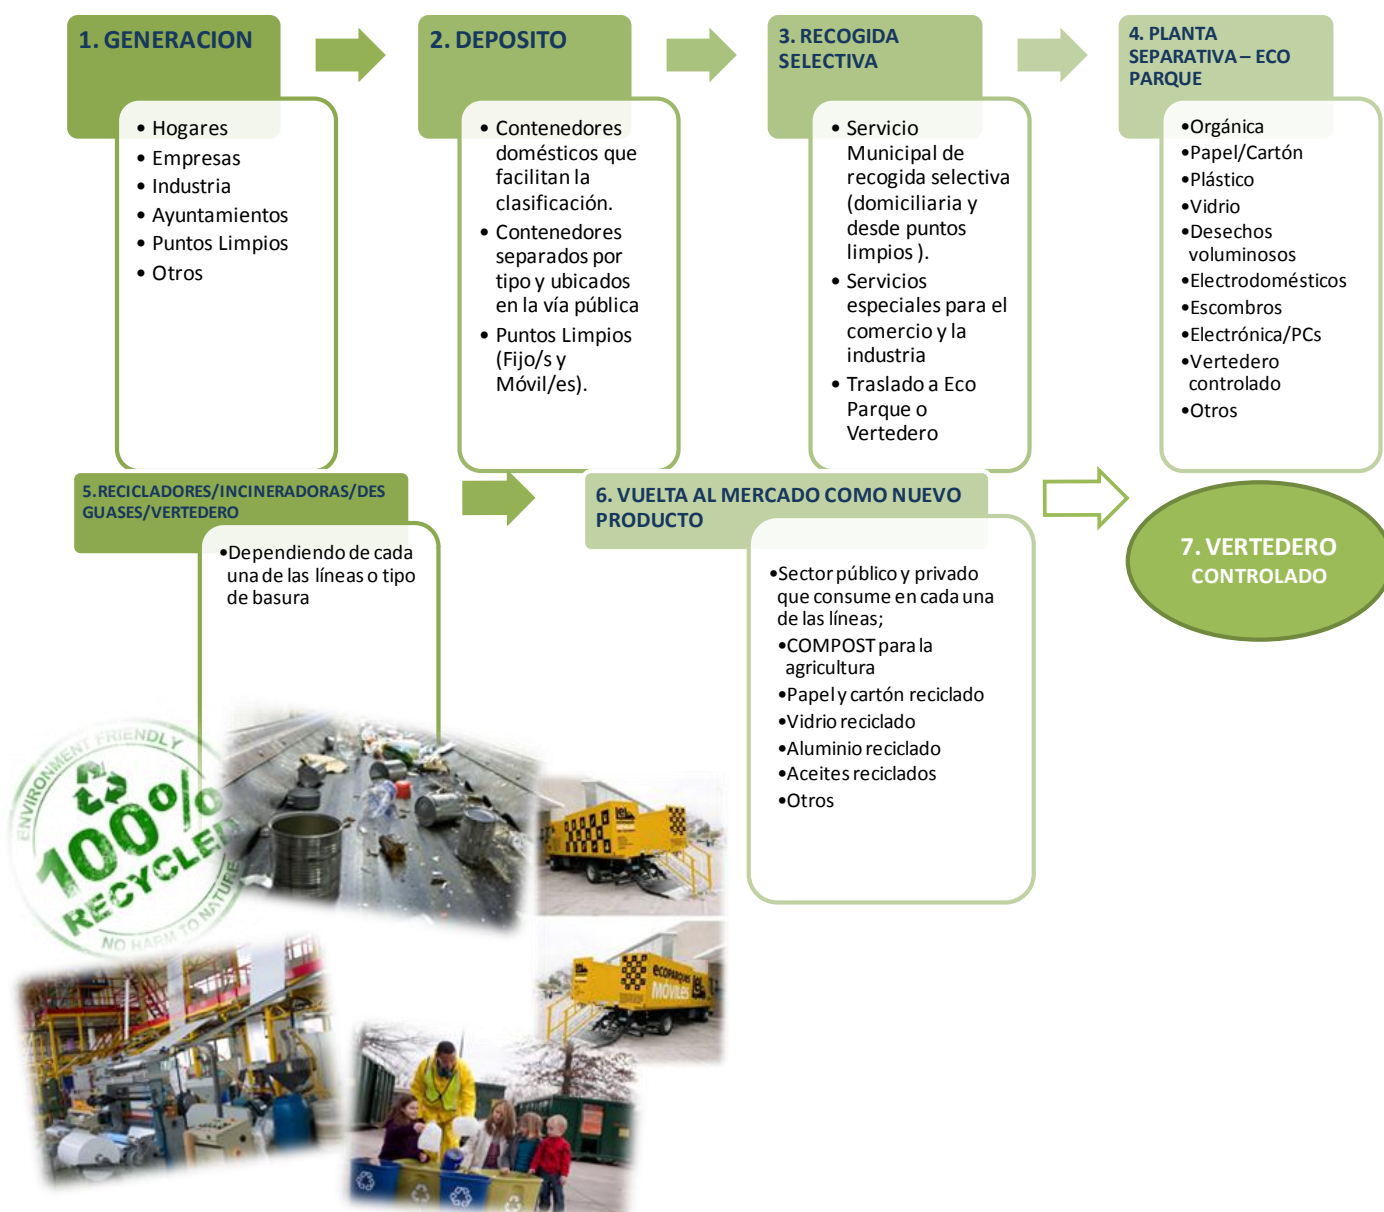 1. GENERACION
• Hogares
• Empresas
• Industria
• Ayuntamientos
• Puntos Limpios
• Otros
2. DEPOSITO
• Contenedores
domésticos que
facilitan la
clasificación.
• Contenedores
separados por
tipo y ubicados
en la vía pública
• Puntos Limpios
(Fijo/s y
Móvil/es).
3. RECOGIDA
SELECTIVA
• Servicio
Municipal de
recogida selectiva
(domiciliaria y
desde puntos
limpios ).
• Servicios
especiales para el
comercio y la
industria
• Traslado a Eco
Parque o
Vertedero
4. PLANTA
SEPARATIVA – ECO
PARQUE
•Orgánica
•Papel/Cartón
•Plástico
•Vidrio
•Desechos
voluminosos
•Electrodomésticos
•Escombros
•Electrónica/PCs
•Vertedero
controlado
•Otros
5.RECICLADORES/INCINERADORAS/DES
GUASES/VERTEDERO
•Dependiendo de cada
una de las líneas o tipo
de basura
6. VUELTA AL MERCADO COMO NUEVO
PRODUCTO
•Sector público y privado
que consume en cada una
de las líneas;
•COMPOST para la
agricultura
•Papel y cartón reciclado
•Vidrio reciclado
•Aluminio reciclado
•Aceites reciclados
•Otros
7. VERTEDERO
CONTROLADO
ENVIRONMENT FRIENDLY
100%
RECYCLED
NO HARM TO NATURE
ecoparques
móviles